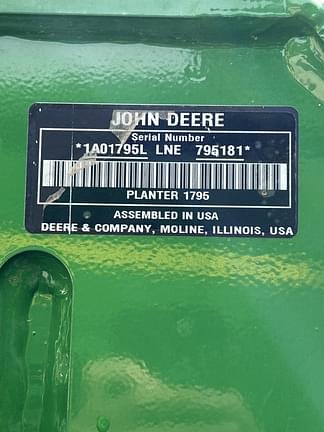 JOHN DEERE
Serial Number
*1A01795L LNE 795181*
PLANTER 1795
ASSEMBLED IN USA
DEERE & COMPANY, MOLINE, ILLINOIS, USA